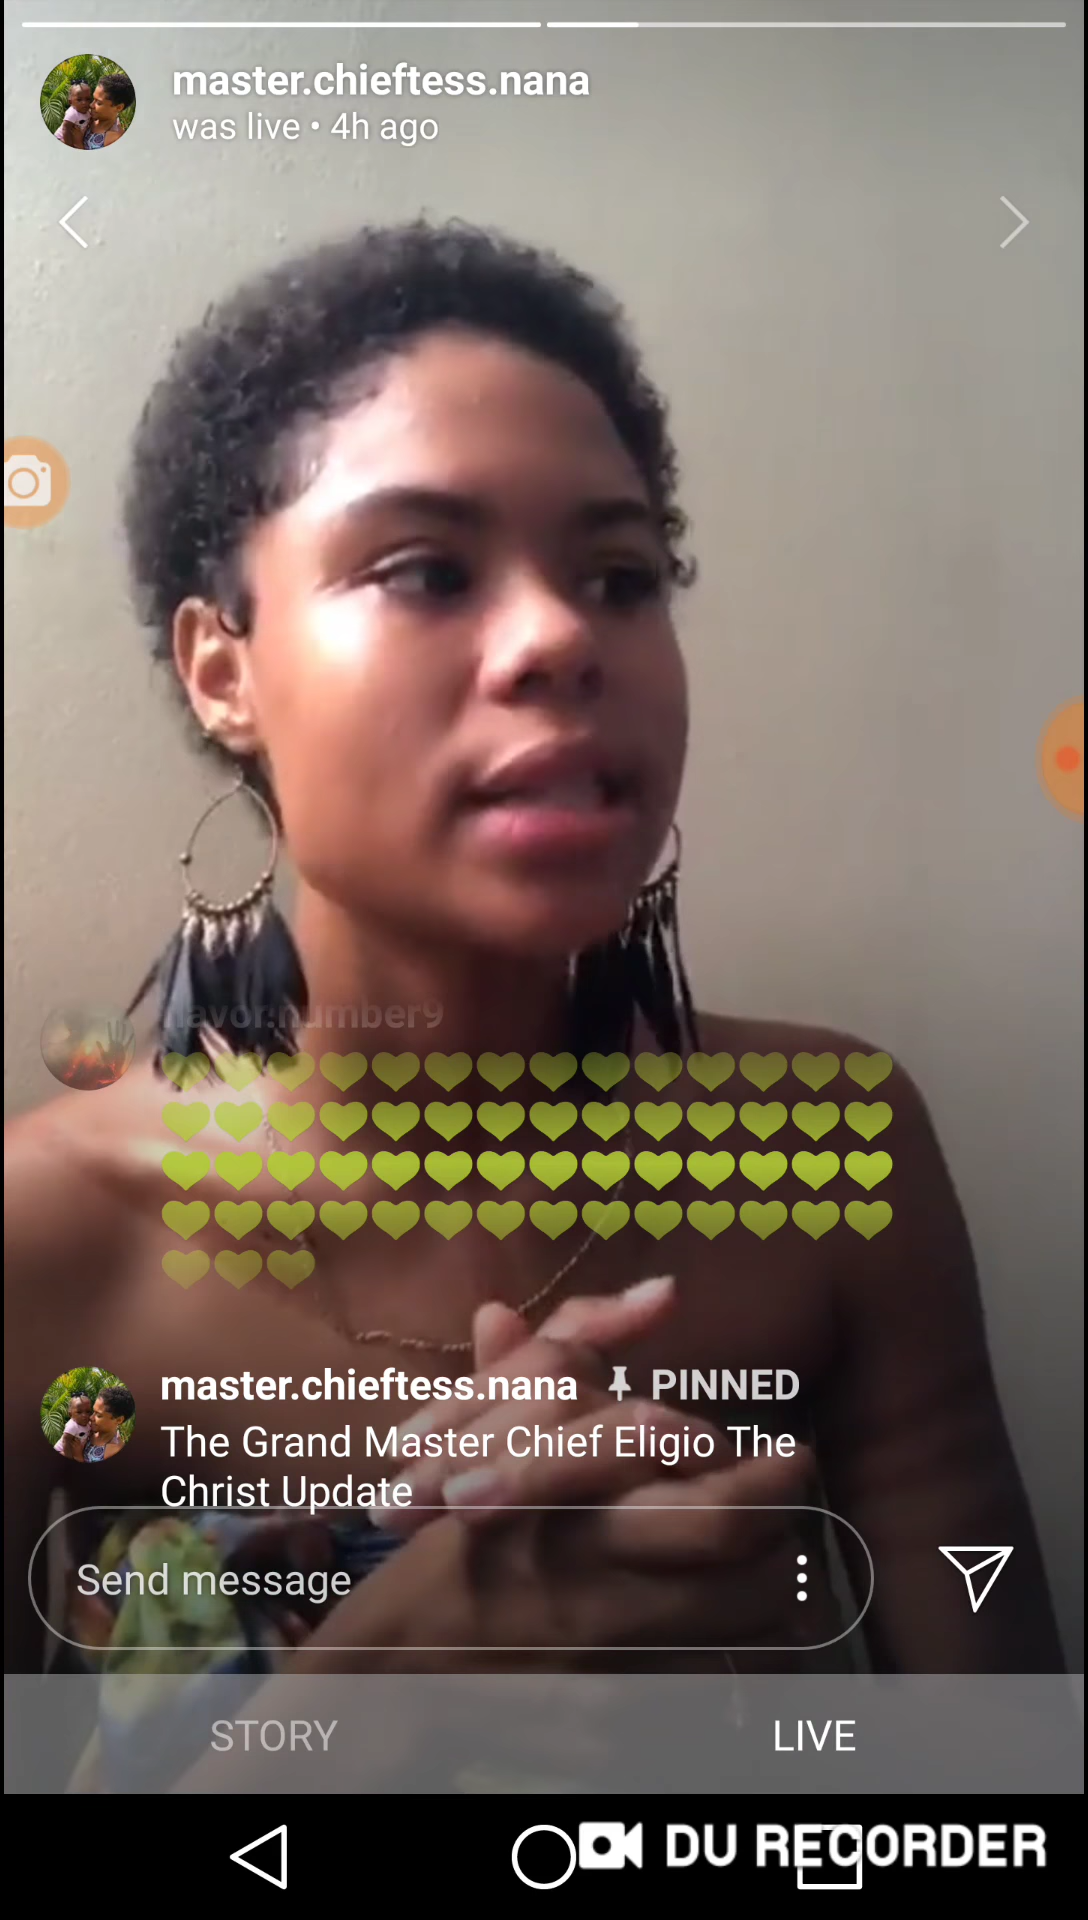 master.chieftess.nana
was live • 4h ago
master.chieftess.nana PINNED
The Grand Master Chief Eligio The
Christ Update
Send message
STORY LIVE
DU RECORDER